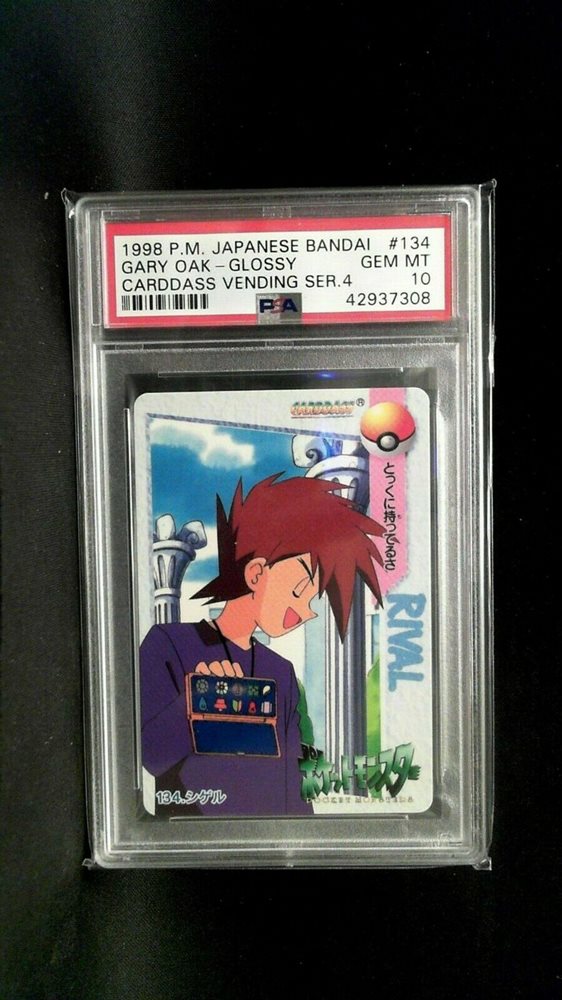 1998 P.M. JAPANESE BANDAI #134
GARY OAK - GLOSSY GEM MT
CARDDASS VENDING SER.4 10
PSA 42937308
CARDDASS®
とっくに持ってるさ
RIVAL
ポケットモンスター
POCKET MONSTERS
134.シゲル